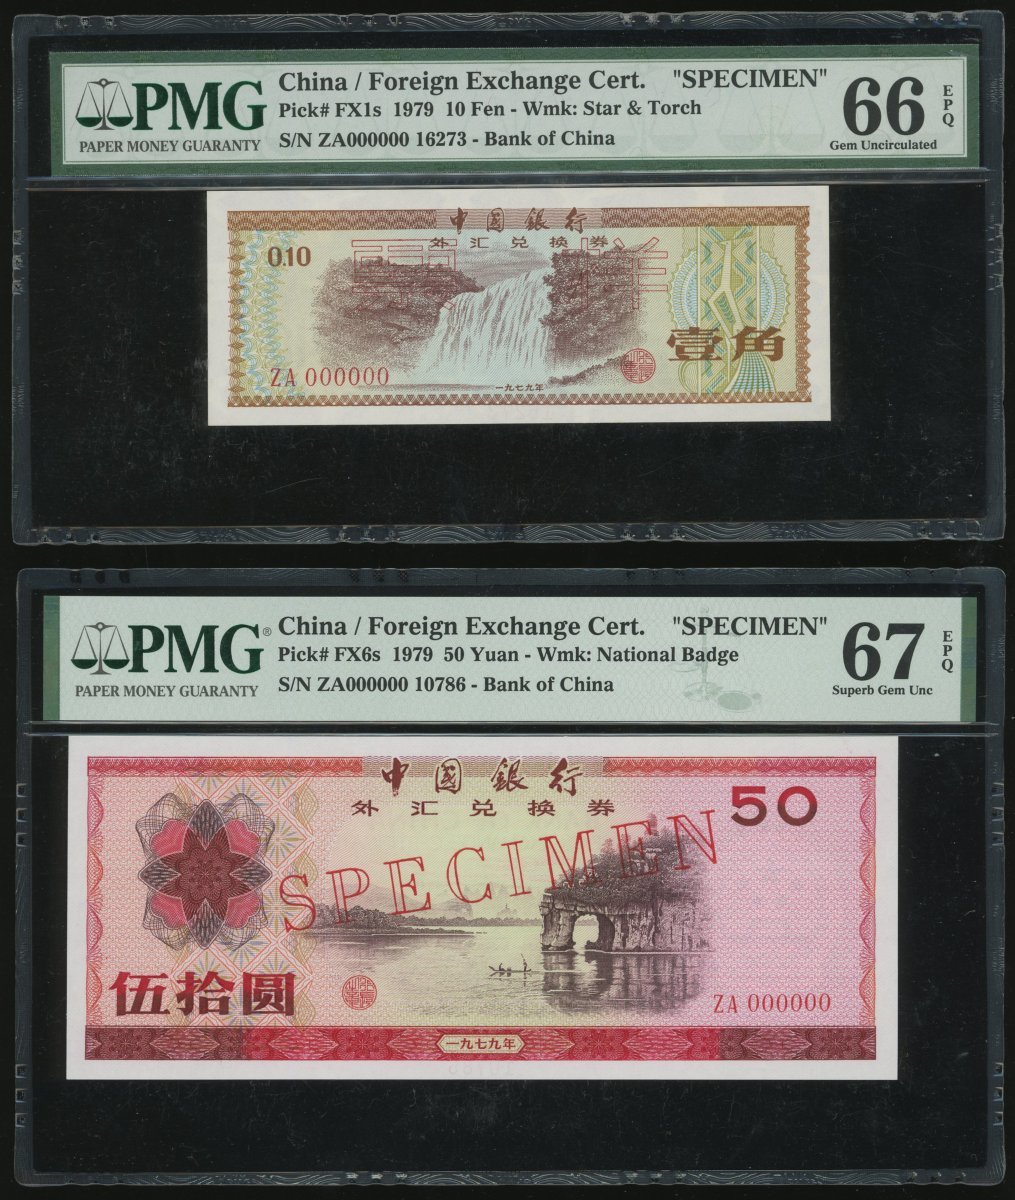 PMG China / Foreign Exchange Cert. "SPECIMEN" 66 EPQ
Pick# FX1s 1979 10 Fen - Wmk: Star & Torch
PAPER MONEY GUARANTY S/N ZA000000 16273 - Bank of China Gem Uncirculated
中國銀行
外汇兑换券
0.10
票样
壹角
ZA 000000
一九七九年
PMG® China / Foreign Exchange Cert. "SPECIMEN" 67 EPQ
Pick# FX6s 1979 50 Yuan - Wmk: National Badge
PAPER MONEY GUARANTY S/N ZA000000 10786 - Bank of China Superb Gem Unc
中國銀行
外汇兑换券
50
SPECIMEN
伍拾圆
ZA 000000
一九七九年